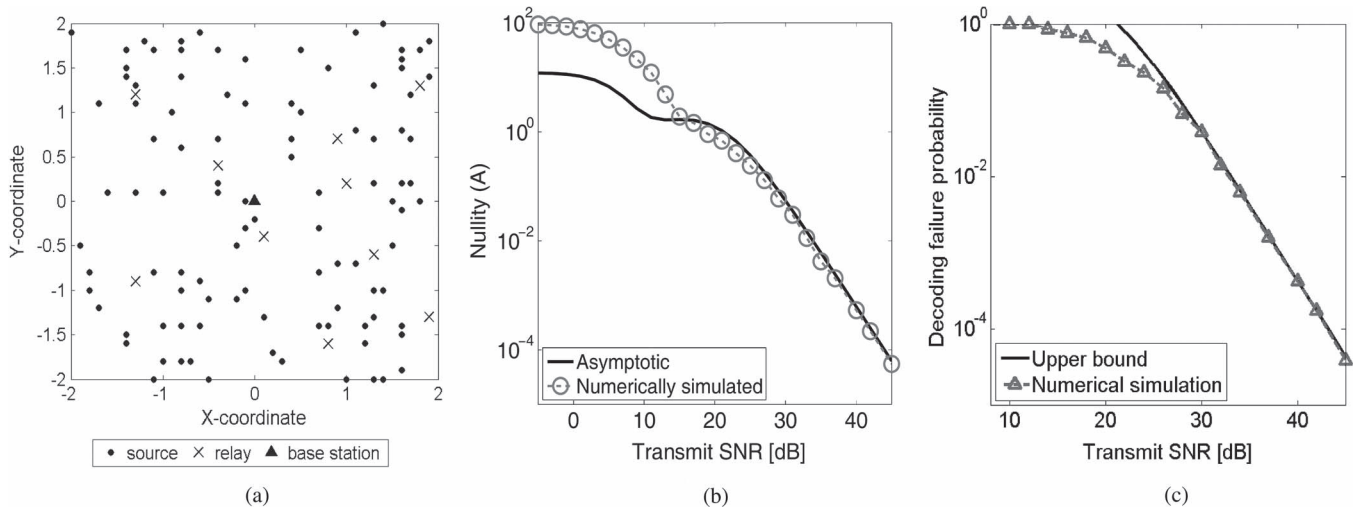 2
1.5
1
0.5
0
-0.5
-1
-1.5
-2
-2 -1 0 1 2
Y-coordinate
X-coordinate
source relay base station
(a)
10^2
10^0
10^-2
10^-4
Nullity (A)
Asymptotic
Numerically simulated
0 10 20 30 40
Transmit SNR [dB]
(b)
10^0
10^-2
10^-4
Decoding failure probability
Upper bound
Numerical simulation
10 20 30 40
Transmit SNR [dB]
(c)